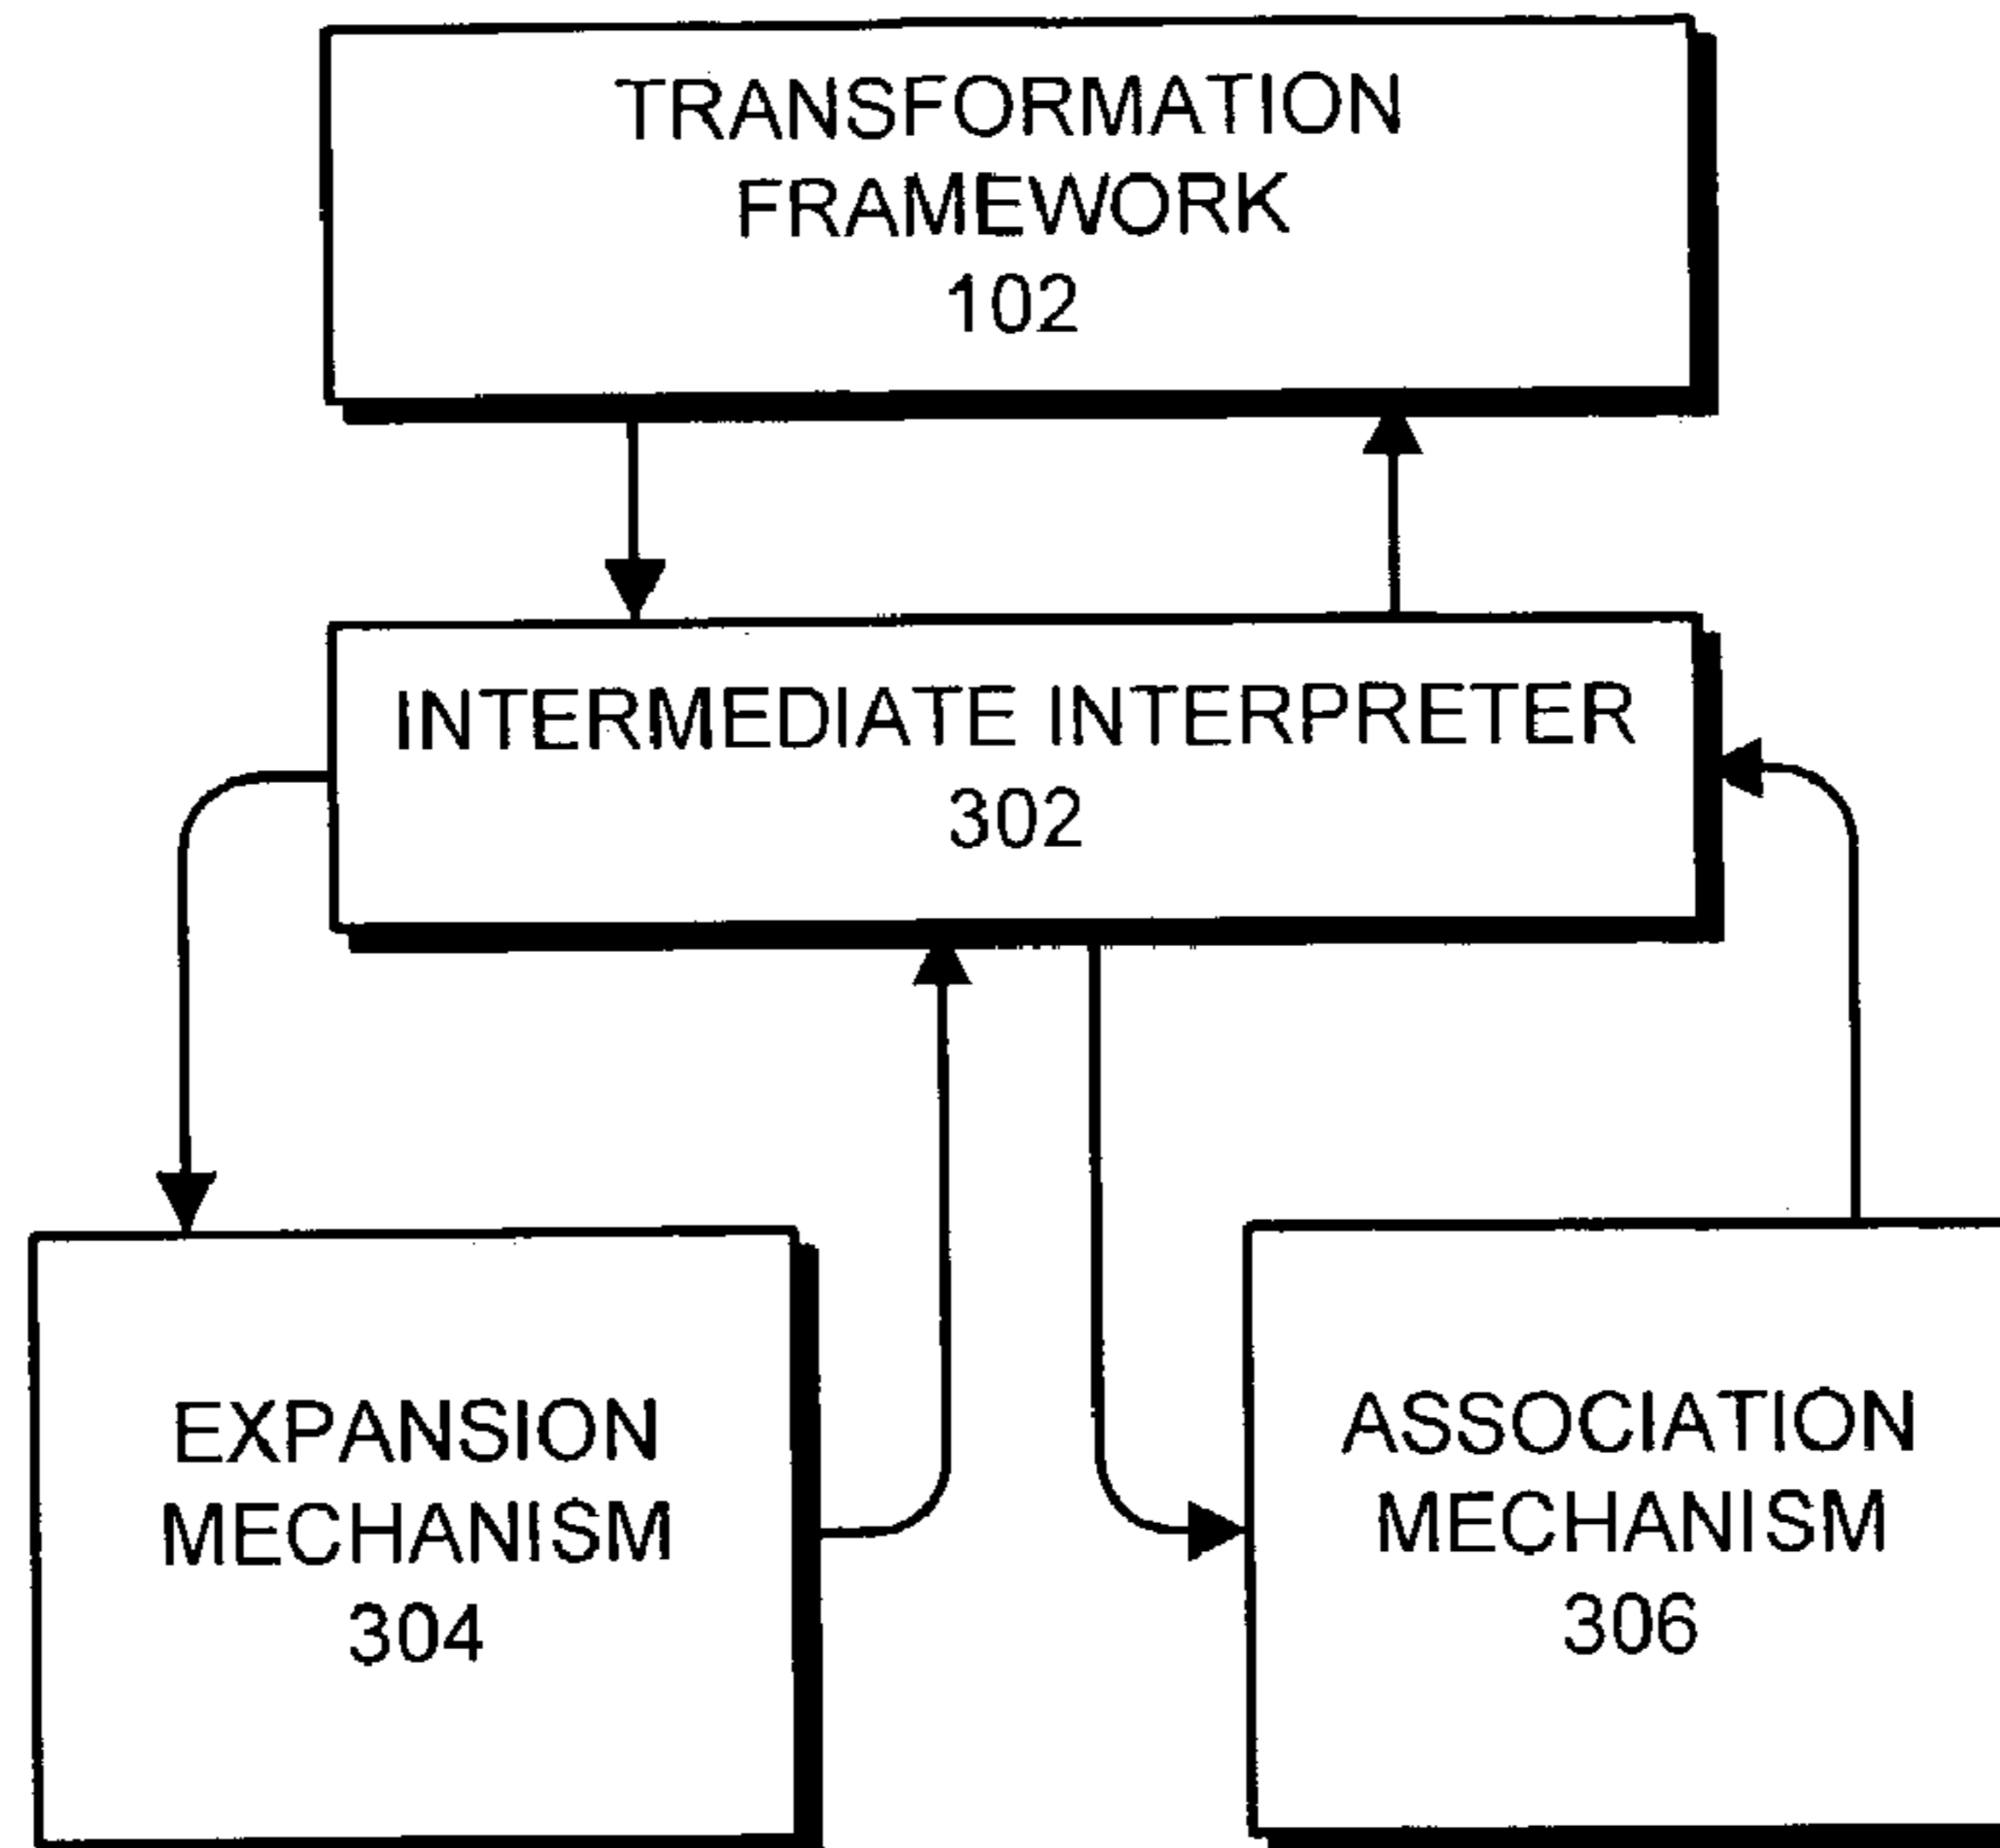 TRANSFORMATION
FRAMEWORK
102
INTERMEDIATE INTERPRETER
302
EXPANSION
MECHANISM
304
ASSOCIATION
MECHANISM
306